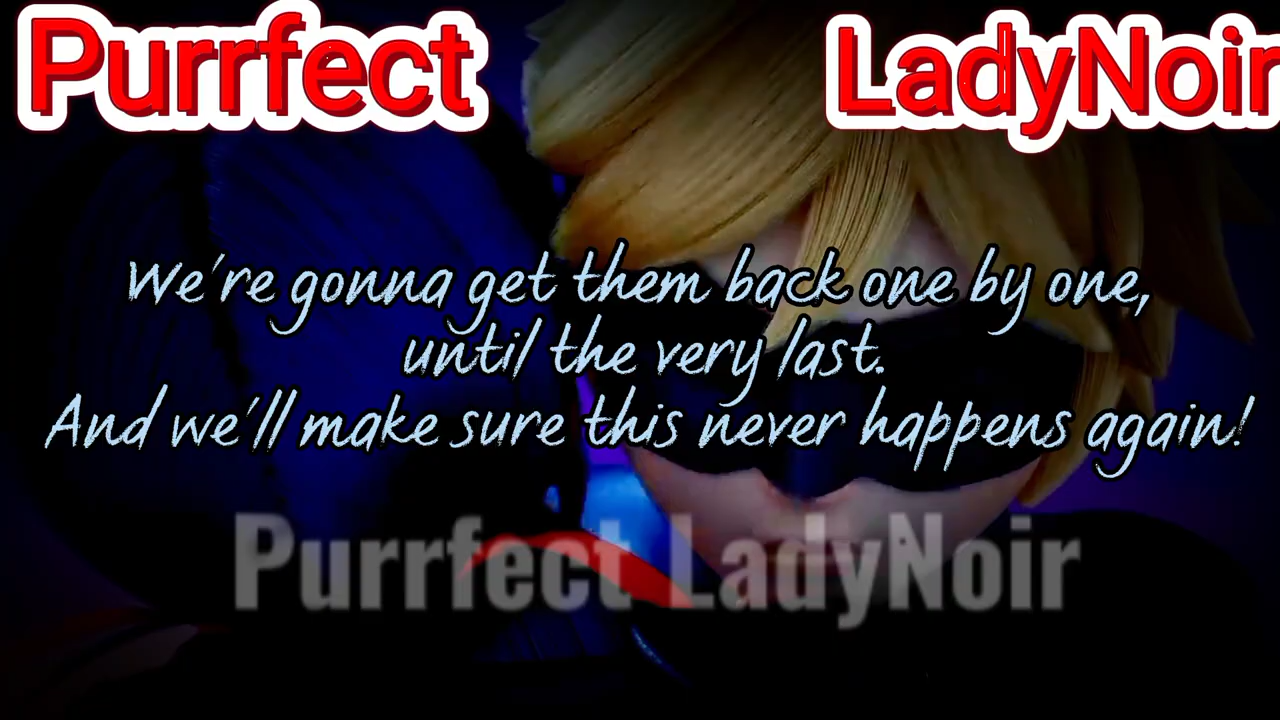 Purrfect LadyNoir
We're gonna get them back one by one,
until the very last.
And we'll make sure this never happens again!
Purrfect LadyNoir